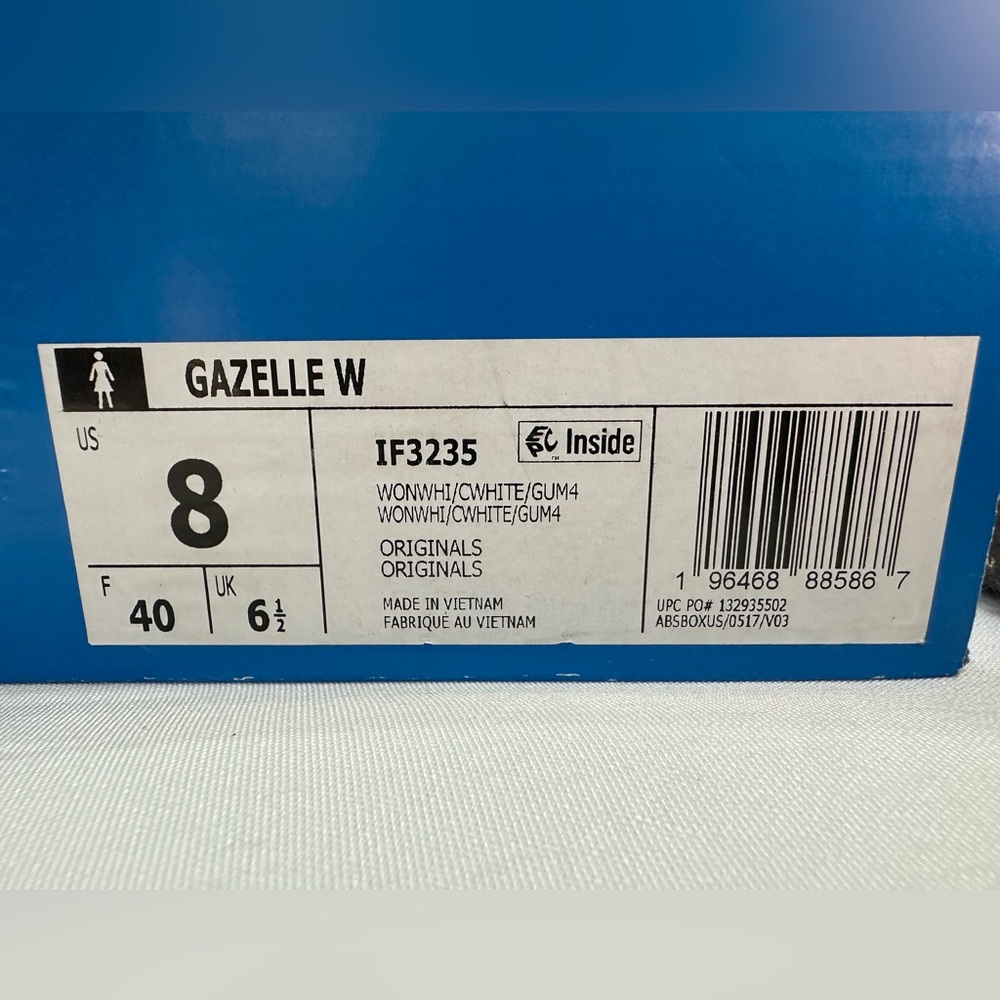 GAZELLE W
US
8
F
40
UK
6 ½
IF3235
EPC Inside
WONWHI/CWHITE/GUM4
WONWHI/CWHITE/GUM4
ORIGINALS
ORIGINALS
MADE IN VIETNAM
FABRIQUÉ AU VIETNAM
1 96468 88586 7
UPC PO# 132935502
ABSBOXUS/0517/V03